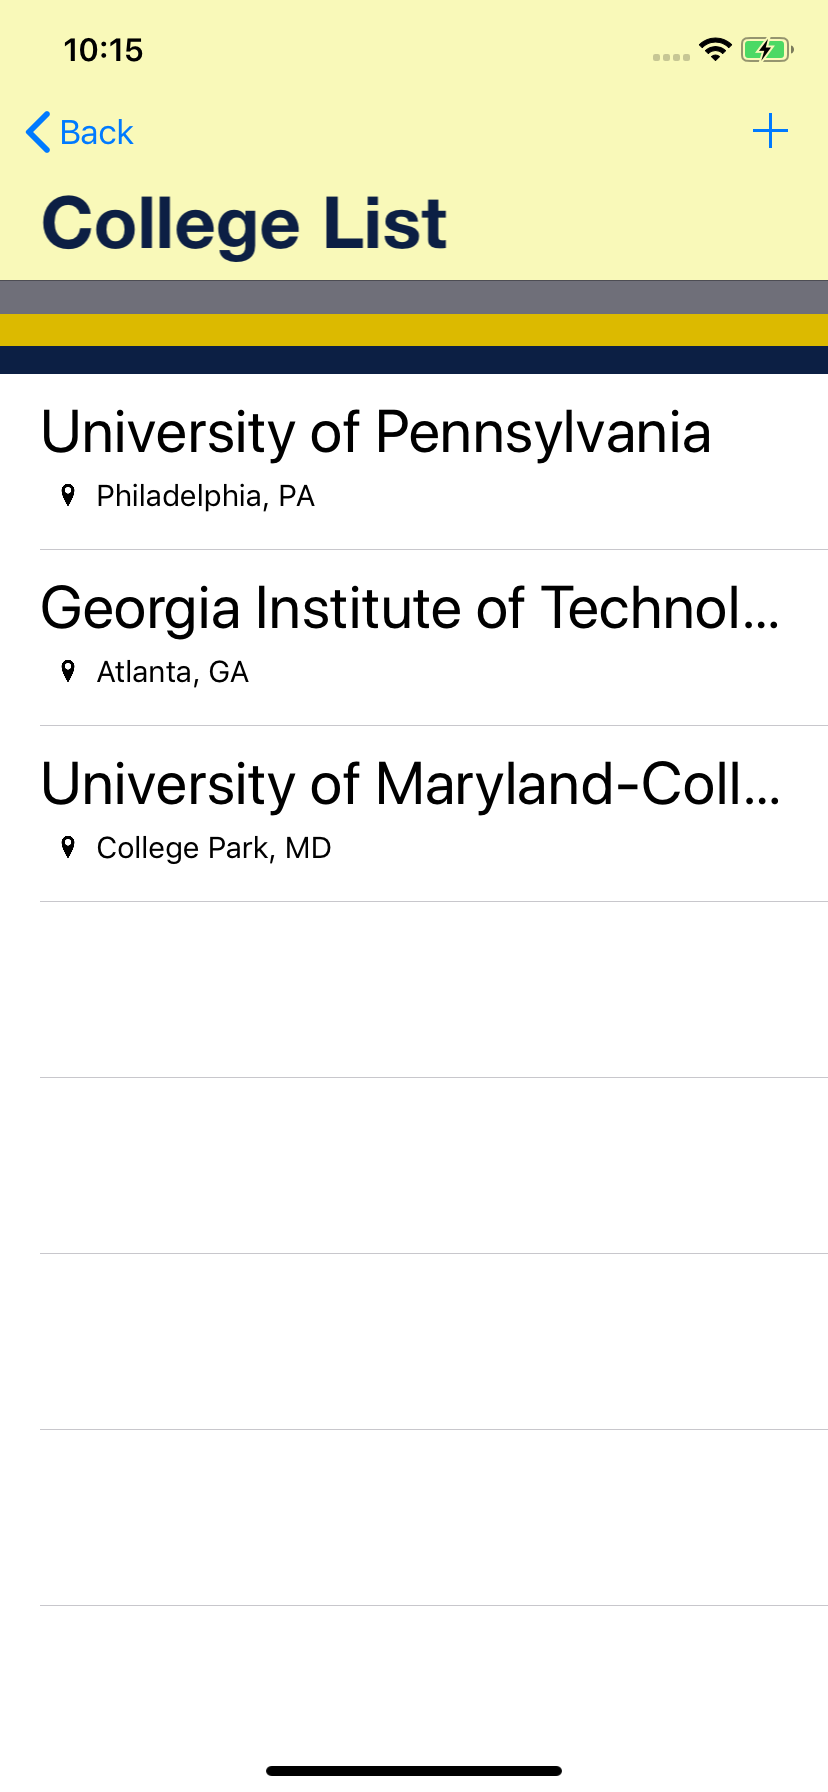 10:15
Back
College List
University of Pennsylvania
Philadelphia, PA
Georgia Institute of Technol...
Atlanta, GA
University of Maryland-Coll...
College Park, MD